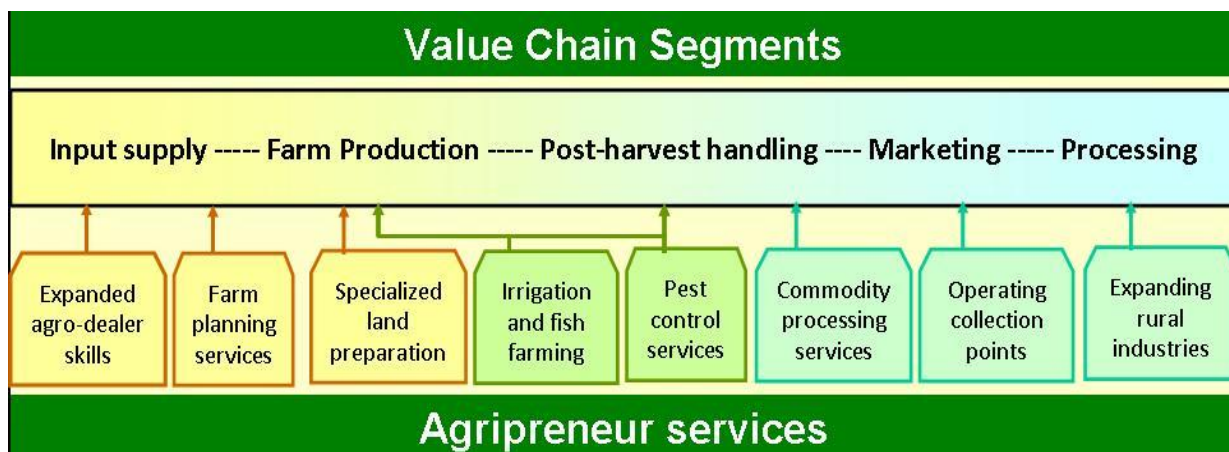 Value Chain Segments
Input supply ----- Farm Production ----- Post-harvest handling ---- Marketing ----- Processing
Expanded
agro-dealer
skills
Farm
planning
services
Specialized
land
preparation
Irrigation
and fish
farming
Pest
control
services
Commodity
processing
services
Operating
collection
points
Expanding
rural
industries
Agripreneur services